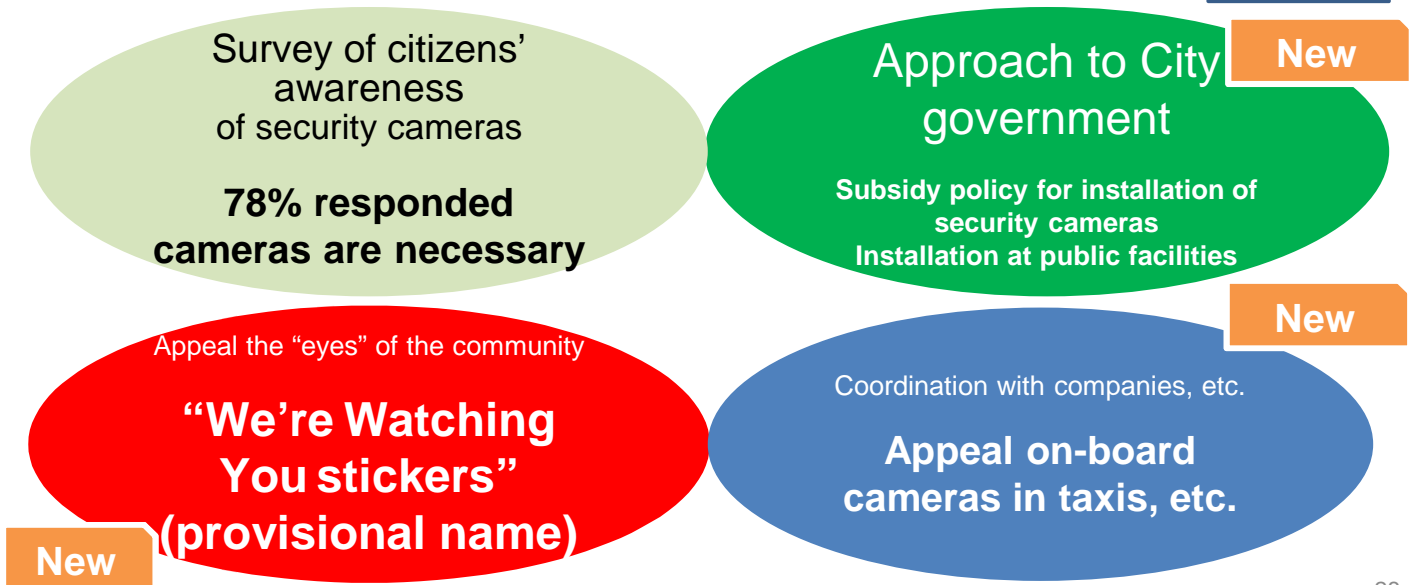 Survey of citizens’
awareness
of security cameras
78% responded
cameras are necessary
Approach to City
government
New
Subsidy policy for installation of
security cameras
Installation at public facilities
Appeal the “eyes” of the community
“We’re Watching
You stickers”
(provisional name)
New
Coordination with companies, etc.
New
Appeal on-board
cameras in taxis, etc.